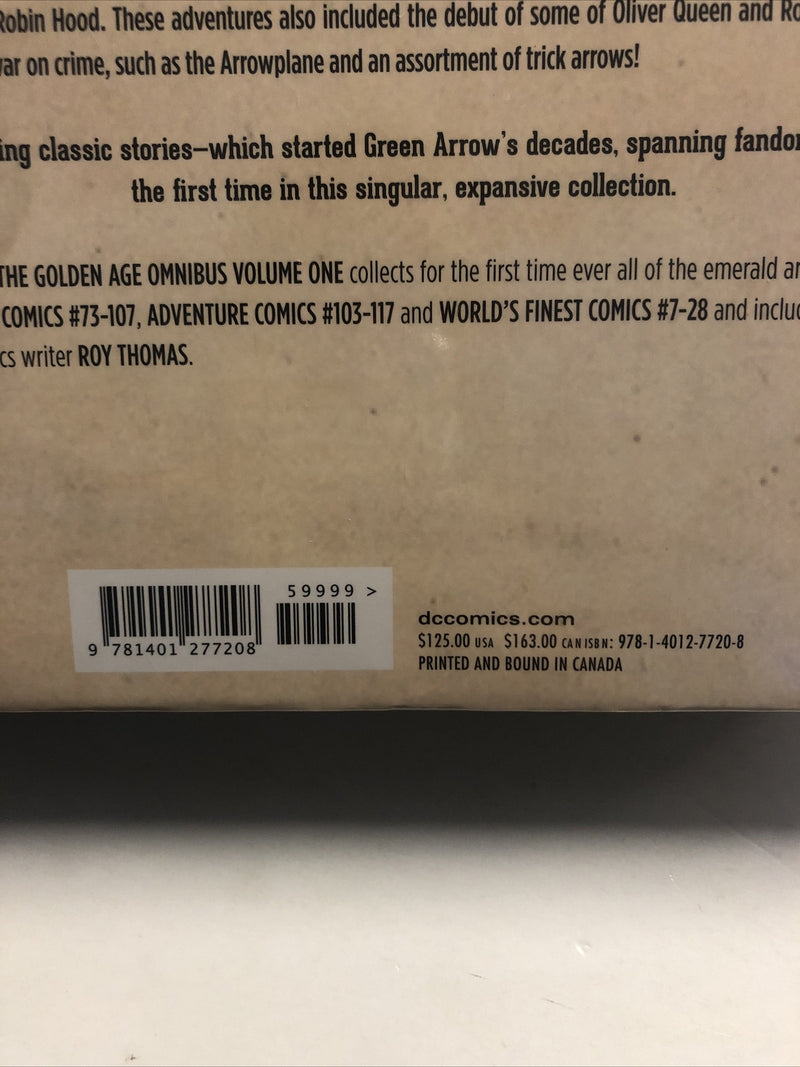 Robin Hood. These adventures also included the debut of some of Oliver Queen and Ro
ar on crime, such as the Arrowplane and an assortment of trick arrows!
ing classic stories—which started Green Arrow's decades, spanning fandom
the first time in this singular, expansive collection.
THE GOLDEN AGE OMNIBUS VOLUME ONE collects for the first time ever all of the emerald ar
COMICS #73-107, ADVENTURE COMICS #103-117 and WORLD'S FINEST COMICS #7-28 and includ
cs writer ROY THOMAS.
59999 >
9 781401 277208
dccomics.com
$125.00 USA $163.00 CAN ISBN: 978-1-4012-7720-8
PRINTED AND BOUND IN CANADA